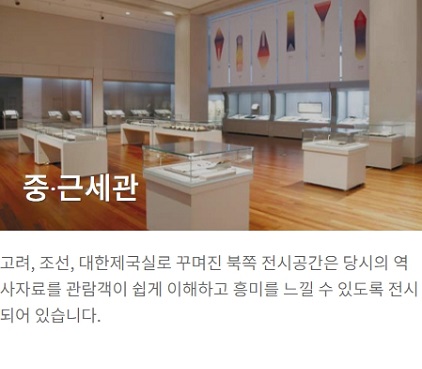 중·근세관
고려, 조선, 대한제국실로 꾸며진 북쪽 전시공간은 당시의 역
사자료를 관람객이 쉽게 이해하고 흥미를 느낄 수 있도록 전시
되어 있습니다.